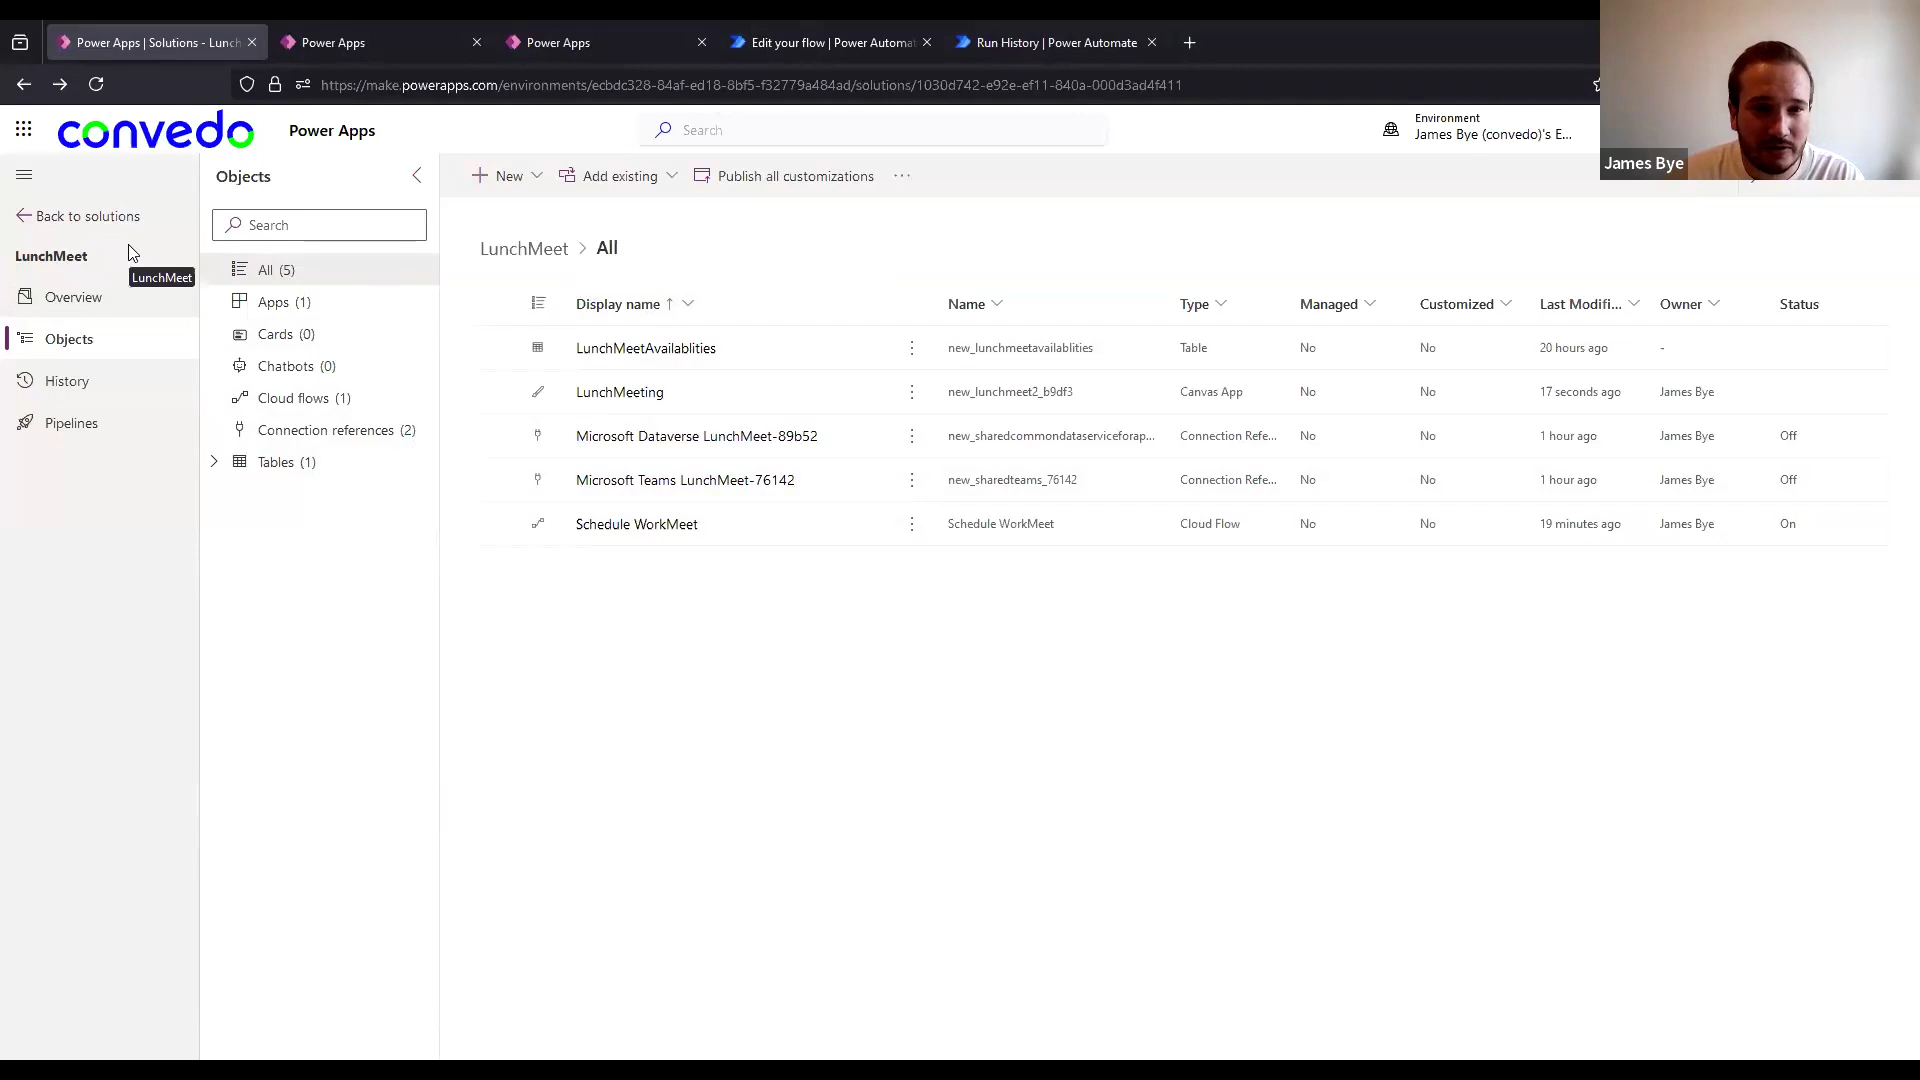 Power Apps | Solutions - Lunch
Power Apps
Power Apps
Edit your flow | Power Automat
Run History | Power Automate
https://make.powerapps.com/environments/ecbdc328-84af-ed18-8bf5-f32779a484ad/solutions/1030d742-e92e-ef11-840a-000d3ad4f411
convedo
Power Apps
Search
Environment
James Bye (convedo)'s E...
James Bye
Objects
New
Add existing
Publish all customizations
Back to solutions
Search
LunchMeet
LunchMeet
Overview
Objects
History
Pipelines
All (5)
Apps (1)
Cards (0)
Chatbots (0)
Cloud flows (1)
Connection references (2)
Tables (1)
LunchMeet > All
Display name Name Type Managed Customized Last Modifi... Owner Status
LunchMeetAvailablities new_lunchmeetavailablities Table No No 20 hours ago -
LunchMeeting new_lunchmeet2_b9df3 Canvas App No No 17 seconds ago James Bye
Microsoft Dataverse LunchMeet-89b52 new_sharedcommondataserviceforap... Connection Refe... No No 1 hour ago James Bye Off
Microsoft Teams LunchMeet-76142 new_sharedteams_76142 Connection Refe... No No 1 hour ago James Bye Off
Schedule WorkMeet Schedule WorkMeet Cloud Flow No No 19 minutes ago James Bye On